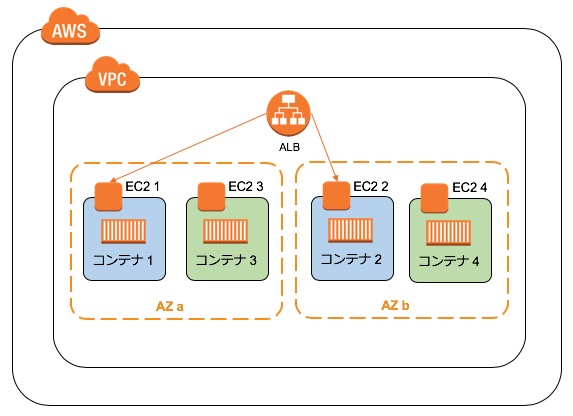 AWS
VPC
ALB
EC2 1
EC2 3
EC2 2
EC2 4
コンテナ 1
コンテナ 3
コンテナ 2
コンテナ 4
AZ a
AZ b